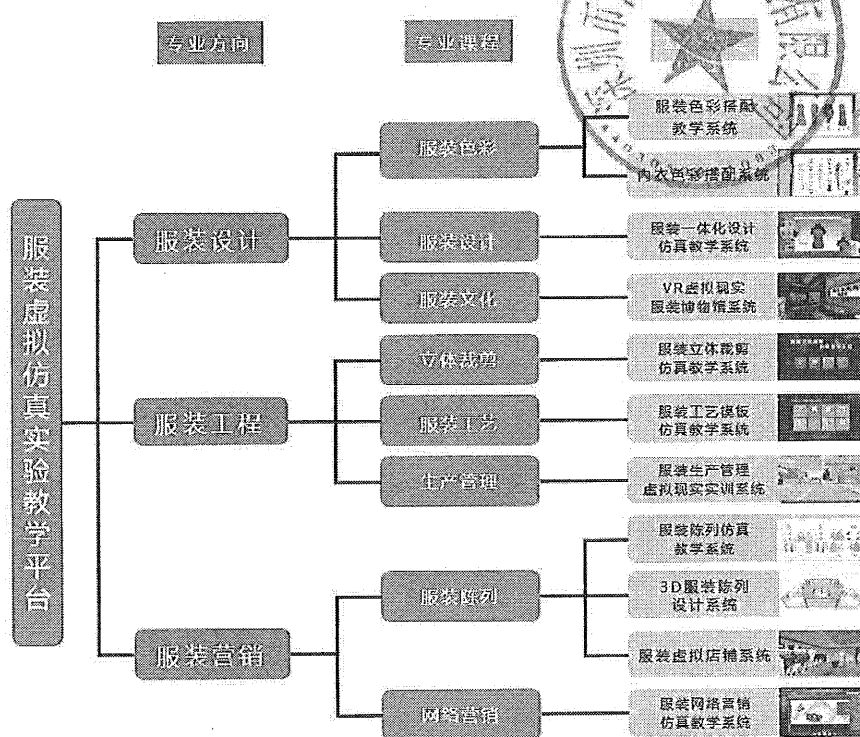 专业方向
专业课程
服装虚拟仿真实验教学平台
服装设计
服装色彩
服装色彩搭配
教学系统
内衣色彩搭配系统
服装设计
服装一体化设计
仿真教学系统
服装文化
VR虚拟现实
服装博物馆系统
服装工程
立体裁剪
服装立体裁剪
仿真教学系统
服装工艺
服装工艺模板
仿真教学系统
生产管理
服装生产管理
虚拟现实实训系统
服装营销
服装陈列
服装陈列仿真
教学系统
3D服装陈列
设计系统
服装虚拟店铺系统
网络营销
服装网络营销
仿真教学系统
深圳市
限公司